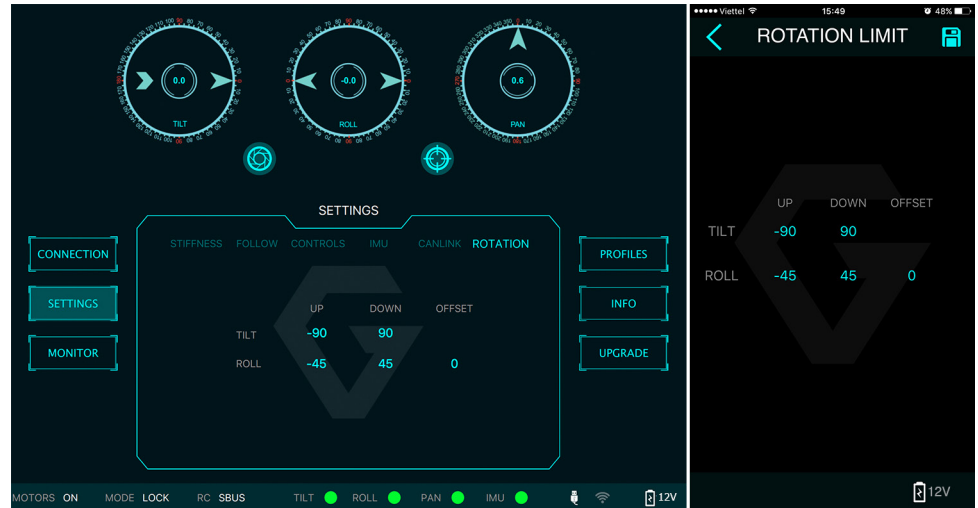 0.0
TILT
-0.0
ROLL
0.6
PAN
SETTINGS
STIFFNESS FOLLOW CONTROLS IMU CANLINK ROTATION
CONNECTION
SETTINGS
MONITOR
UP DOWN OFFSET
TILT -90 90
ROLL -45 45 0
PROFILES
INFO
UPGRADE
MOTORS ON MODE LOCK RC SBUS TILT ROLL PAN IMU 12V
Viettel 15:49 48%
ROTATION LIMIT
UP DOWN OFFSET
TILT -90 90
ROLL -45 45 0
12V